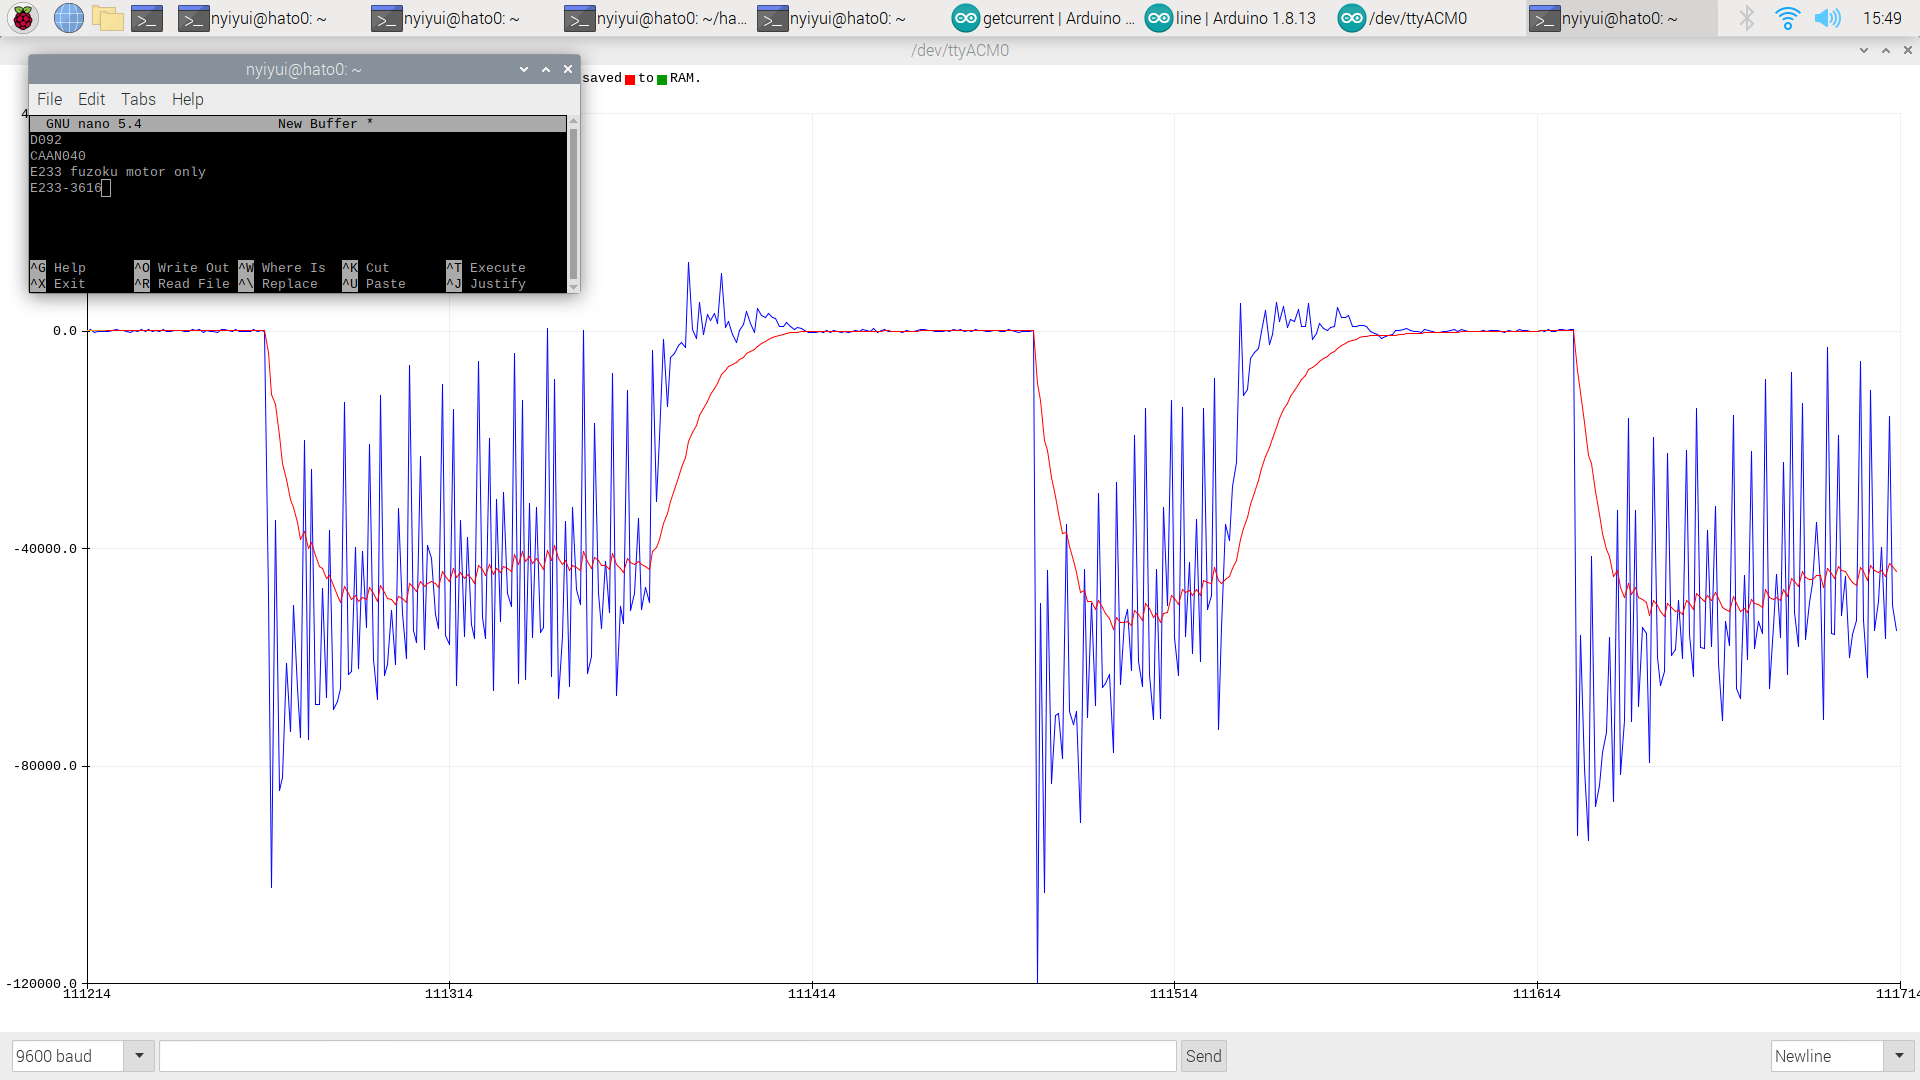 nyiyui@hato0: ~
nyiyui@hato0: ~
nyiyui@hato0: ~/ha...
nyiyui@hato0: ~
getcurrent | Arduino ...
line | Arduino 1.8.13
/dev/ttyACM0
nyiyui@hato0: ~
15:49
/dev/ttyACM0
nyiyui@hato0: ~
File Edit Tabs Help
GNU nano 5.4 New Buffer *
D092
CAAN040
E233 fuzoku motor only
E233-3616
^G Help ^O Write Out ^W Where Is ^K Cut ^T Execute
^X Exit ^R Read File ^\ Replace ^U Paste ^J Justify
saved to RAM.
4
0.0
-40000.0
-80000.0
-120000.0
111214 111314 111414 111514 111614 111714
9600 baud
Send
Newline